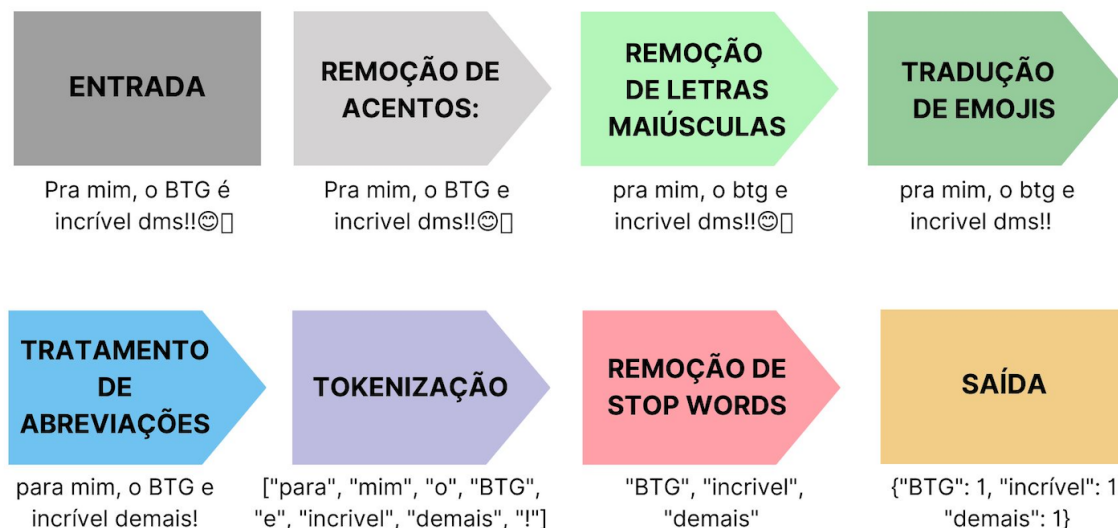 ENTRADA
REMOÇÃO DE
ACENTOS:
REMOÇÃO
DE LETRAS
MAIÚSCULAS
TRADUÇÃO
DE EMOJIS
Pra mim, o BTG é
incrível dms!!😊▯
Pra mim, o BTG e
incrivel dms!!😊▯
pra mim, o btg e
incrivel dms!!😊▯
pra mim, o btg e
incrivel dms!!
TRATAMENTO
DE
ABREVIAÇÕES
TOKENIZAÇÃO
REMOÇÃO DE
STOP WORDS
SAÍDA
para mim, o BTG e
incrível demais!
["para", "mim", "o", "BTG",
"e", "incrivel", "demais", "!"]
"BTG", "incrivel",
"demais"
{"BTG": 1, "incrível": 1
"demais": 1}